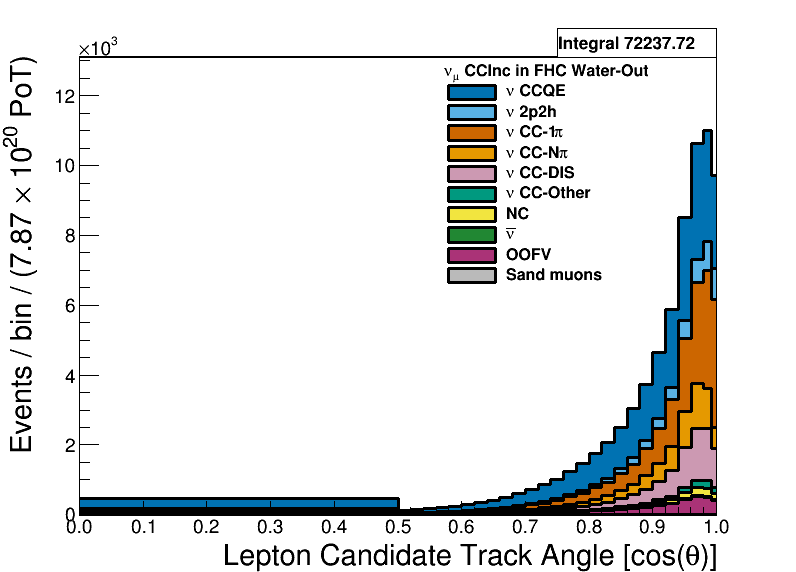 ×10³
Integral 72237.72
ν_μ CCInc in FHC Water-Out
ν CCQE
ν 2p2h
ν CC-1π
ν CC-Nπ
ν CC-DIS
ν CC-Other
NC
ν̅
OOFV
Sand muons
Events / bin / (7.87 × 10²⁰ PoT)
12
10
8
6
4
2
0
0.0 0.1 0.2 0.3 0.4 0.5 0.6 0.7 0.8 0.9 1.0
Lepton Candidate Track Angle [cos(θ)]